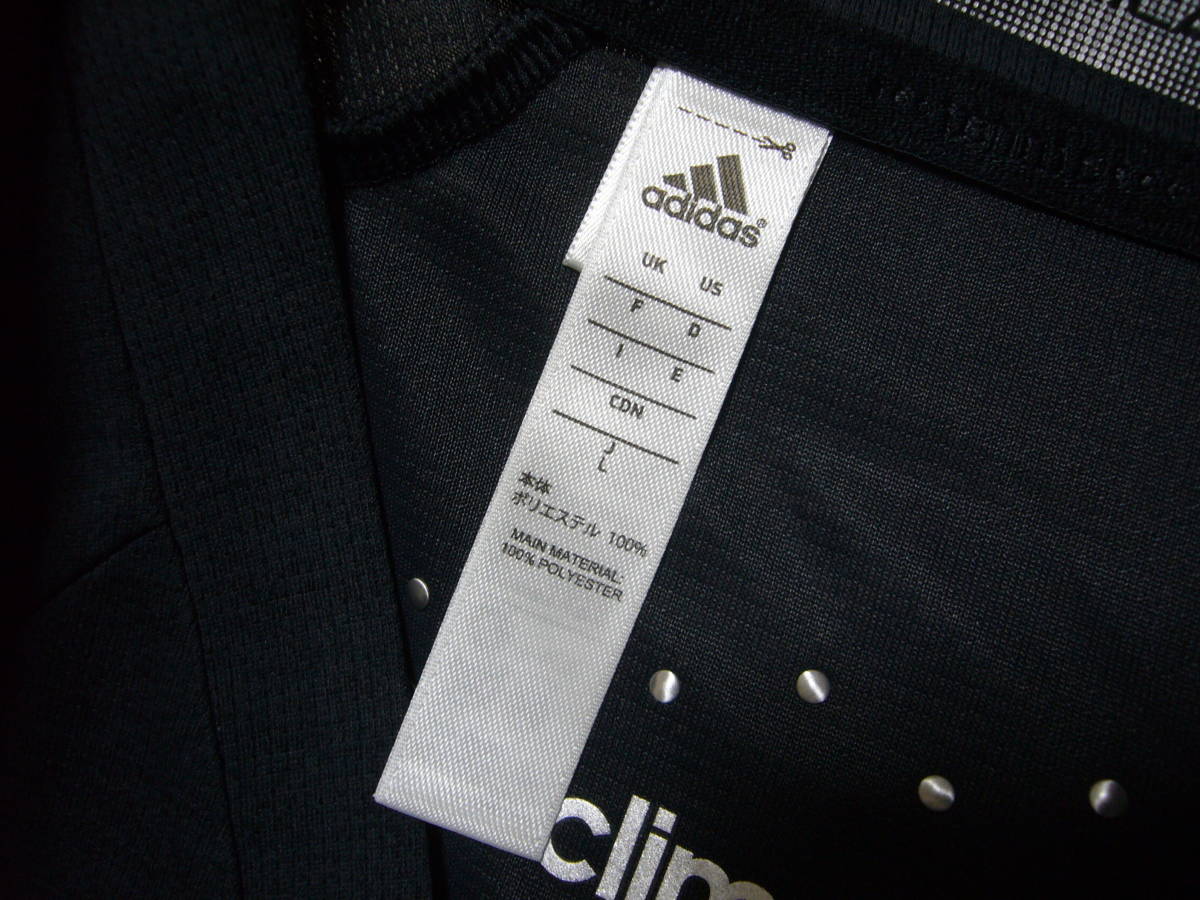 adidas®
UK US
F D
I E
CDN
J
L
本体
ポリエステル 100%
MAIN MATERIAL:
100% POLYESTER
clim